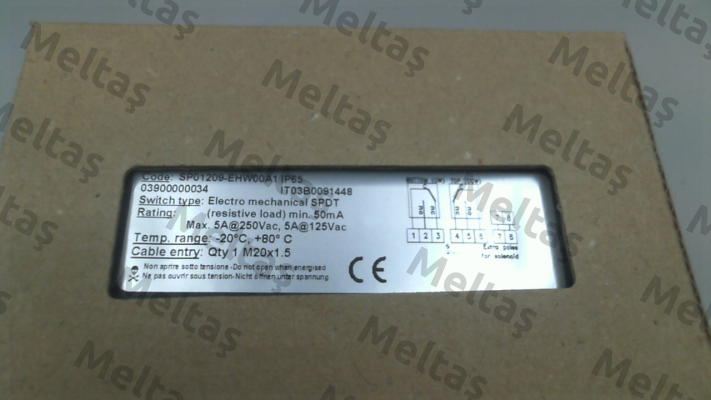 Meltaş
Code: SP01209-EHW00A1 IP65
03900000034 IT03B0091448
Switch type: Electro mechanical SPDT
Rating: (resistive load) min. 50mA
Max. 5A@250Vac, 5A@125Vac
Temp. range: -20°C, +80° C
Cable entry: Qty 1 M20x1.5
Non aprire sotto tensione - Do not open when energised
Ne pas ouvrir sous tension-Nicht öffnen unter spannung
CE
1 2 3 4 5 6 7 8
Extra poles
for solenoid